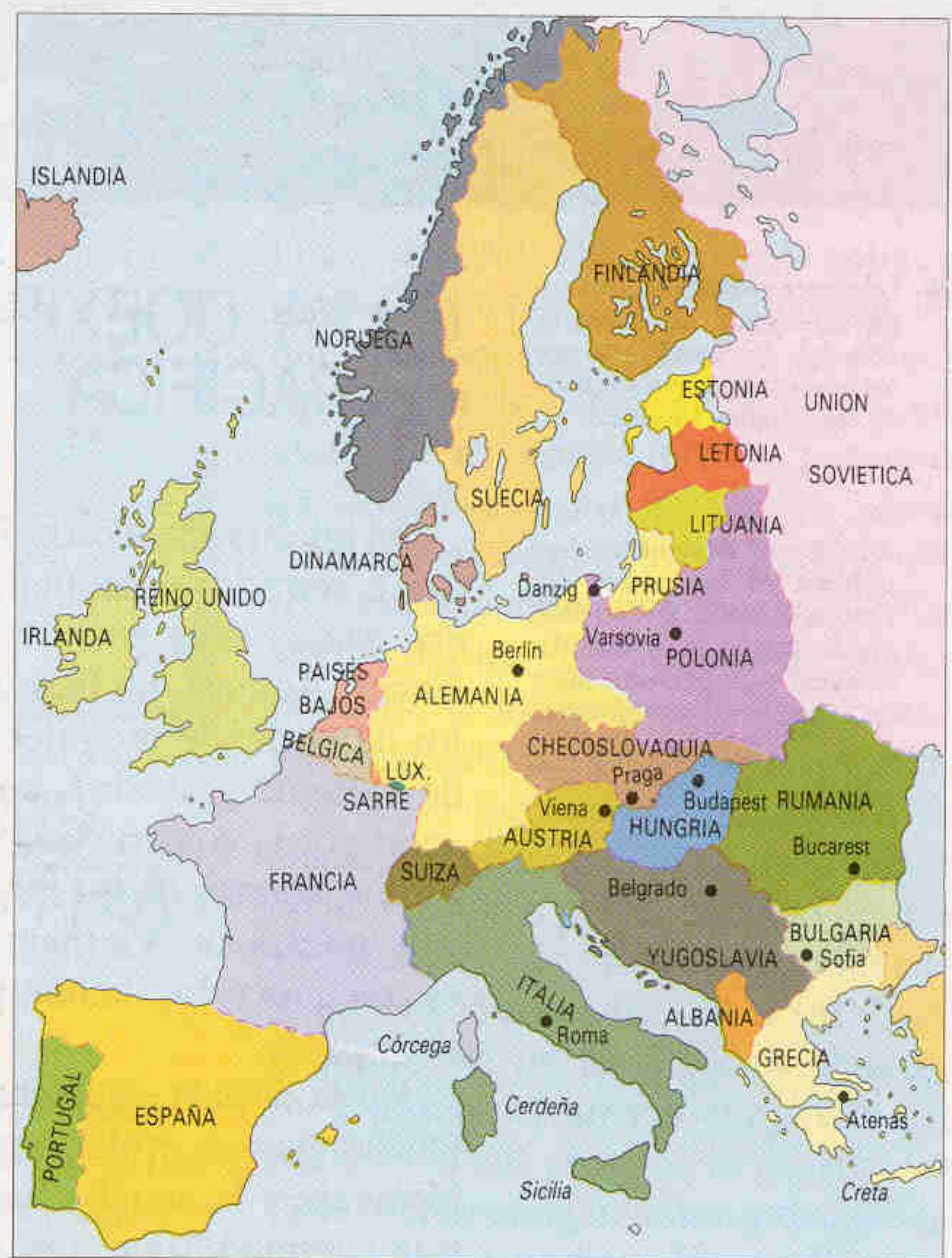 ISLANDIA
FINLANDIA
NORUEGA
ESTONIA
UNION
SOVIETICA
LETONIA
SUECIA
LITUANIA
DINAMARCA
Danzig
PRUSIA
REINO UNIDO
IRLANDA
Varsovia
POLONIA
Berlín
PAISES
BAJOS
ALEMANIA
BELGICA
CHECOSLOVAQUIA
LUX.
Praga
SARRE
Budapest
RUMANIA
Viena
HUNGRIA
AUSTRIA
Bucarest
SUIZA
FRANCIA
Belgrado
BULGARIA
Sofia
YUGOSLAVIA
ITALIA
Roma
ALBANIA
Córcega
GRECIA
PORTUGAL
ESPAÑA
Cerdeña
Atenas
Sicilia
Creta